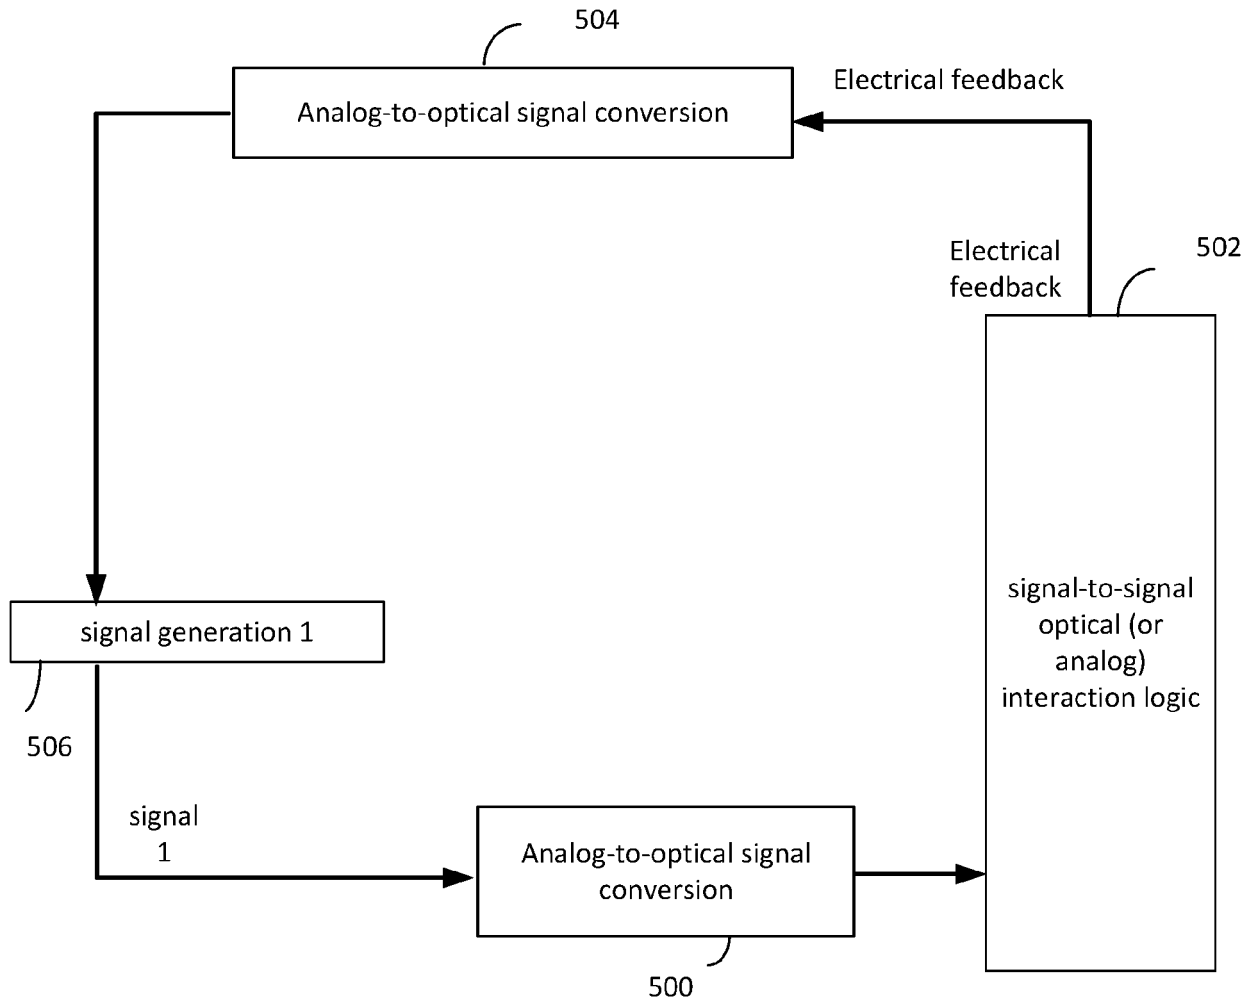 504
Electrical feedback
Analog-to-optical signal conversion
502
Electrical
feedback
signal-to-signal
optical (or
analog)
interaction logic
signal generation 1
506
signal
1
Analog-to-optical signal
conversion
500